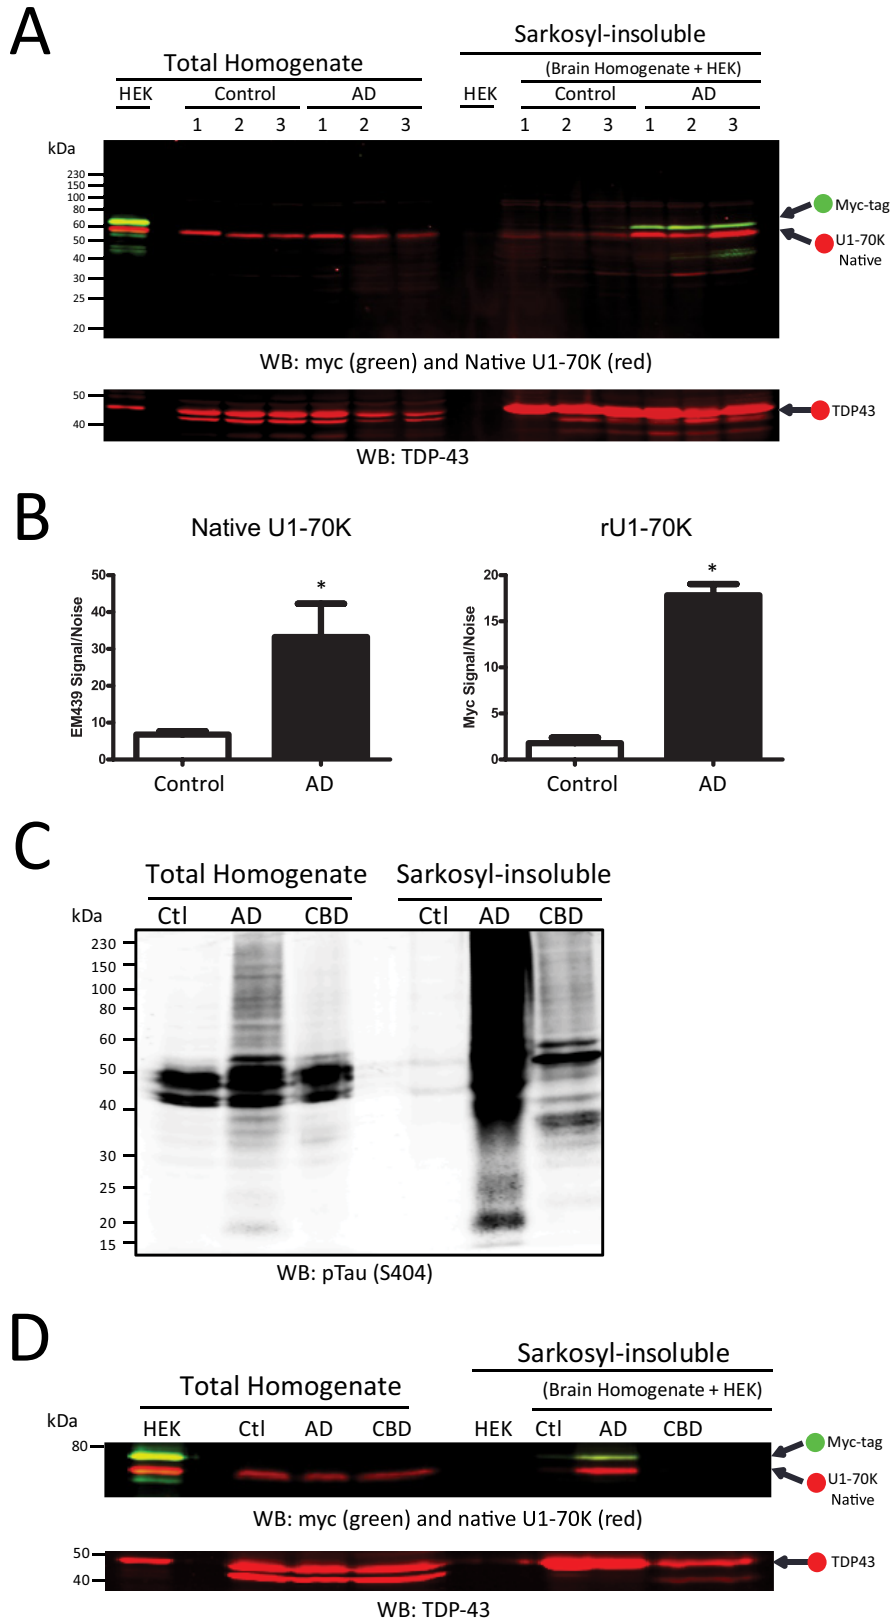 A
Sarkosyl-insoluble
Total Homogenate
(Brain Homogenate + HEK)
HEK Control AD HEK Control AD
1 2 3 1 2 3 1 2 3 1 2 3
kDa
230
150
100
80
60
50
40
30
25
20
Myc-tag
U1-70K
Native
WB: myc (green) and Native U1-70K (red)
50
40
TDP43
WB: TDP-43
B
Native U1-70K
EM439 Signal/Noise
50
40
30
20
10
0
*
Control AD
rU1-70K
Myc Signal/Noise
20
15
10
5
0
*
Control AD
C
Total Homogenate Sarkosyl-insoluble
kDa Ctl AD CBD Ctl AD CBD
230
150
100
80
60
50
40
30
25
20
15
WB: pTau (S404)
D
Sarkosyl-insoluble
Total Homogenate (Brain Homogenate + HEK)
kDa HEK Ctl AD CBD HEK Ctl AD CBD
80
Myc-tag
U1-70K
Native
WB: myc (green) and native U1-70K (red)
50
40
TDP43
WB: TDP-43